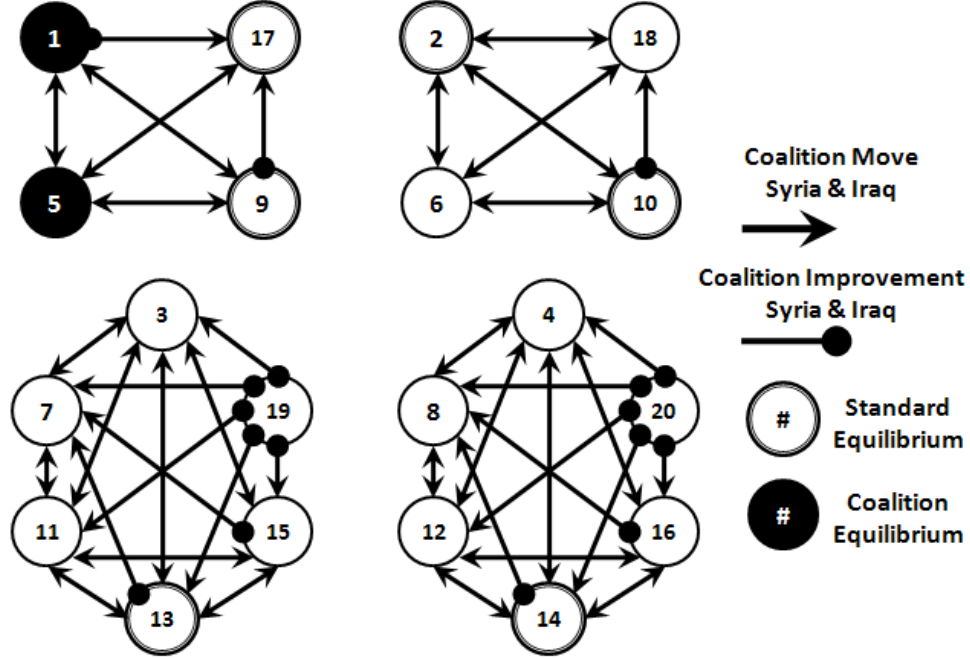 1
17
2
18
5
9
6
10
Coalition Move
Syria & Iraq
Coalition Improvement
Syria & Iraq
3
4
7
19
8
20
#
Standard
Equilibrium
11
15
12
16
#
Coalition
Equilibrium
13
14